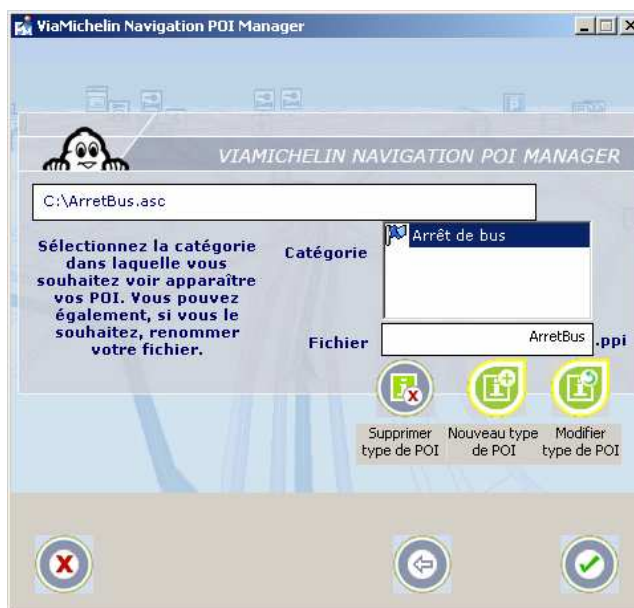 ViaMichelin Navigation POI Manager
VIAMICHELIN NAVIGATION POI MANAGER
C:\ArretBus.asc
Sélectionnez la catégorie
dans laquelle vous
souhaitez voir apparaître
vos POI. Vous pouvez
également, si vous le
souhaitez, renommer
votre fichier.
Catégorie
Arrêt de bus
Fichier
ArretBus .ppi
Supprimer
type de POI
Nouveau type
de POI
Modifier
type de POI